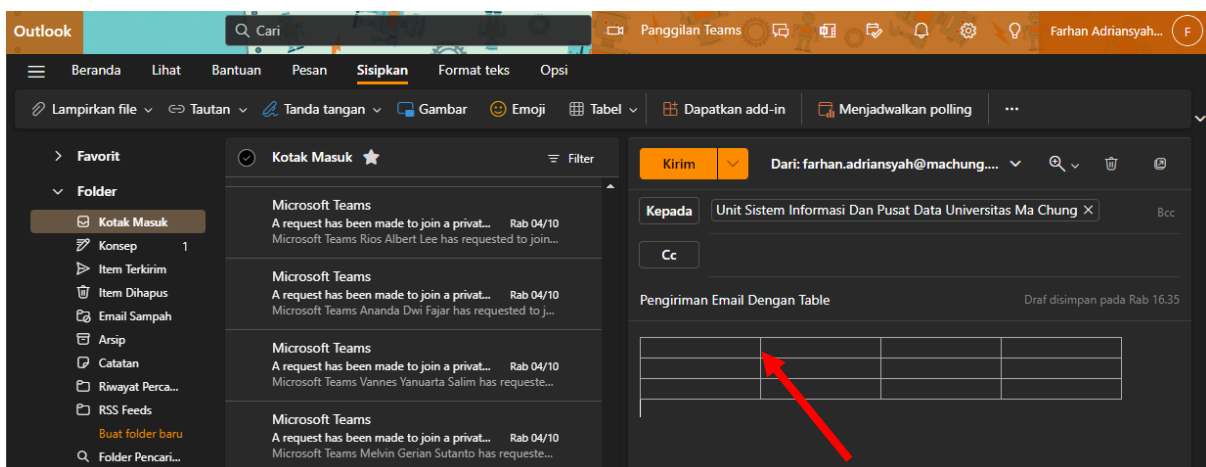 Outlook
Cari
Panggilan Teams
Farhan Adriansyah...
F
Beranda
Lihat
Bantuan
Pesan
Sisipkan
Format teks
Opsi
Lampirkan file
Tautan
Tanda tangan
Gambar
Emoji
Tabel
Dapatkan add-in
Menjadwalkan polling
...
Favorit
Folder
Kotak Masuk
Konsep 1
Item Terkirim
Item Dihapus
Email Sampah
Arsip
Catatan
Riwayat Perca...
RSS Feeds
Buat folder baru
Folder Pencari...
Kotak Masuk
Filter
Microsoft Teams
A request has been made to join a privat... Rab 04/10
Microsoft Teams Rios Albert Lee has requested to join...
Microsoft Teams
A request has been made to join a privat... Rab 04/10
Microsoft Teams Ananda Dwi Fajar has requested to j...
Microsoft Teams
A request has been made to join a privat... Rab 04/10
Microsoft Teams Vannes Yanuarta Salim has requeste...
Microsoft Teams
A request has been made to join a privat... Rab 04/10
Microsoft Teams Melvin Gerian Sutanto has requeste...
Kirim
Dari: farhan.adriansyah@machung....
Kepada
Unit Sistem Informasi Dan Pusat Data Universitas Ma Chung
Bcc
Cc
Pengiriman Email Dengan Table
Draf disimpan pada Rab 16.35